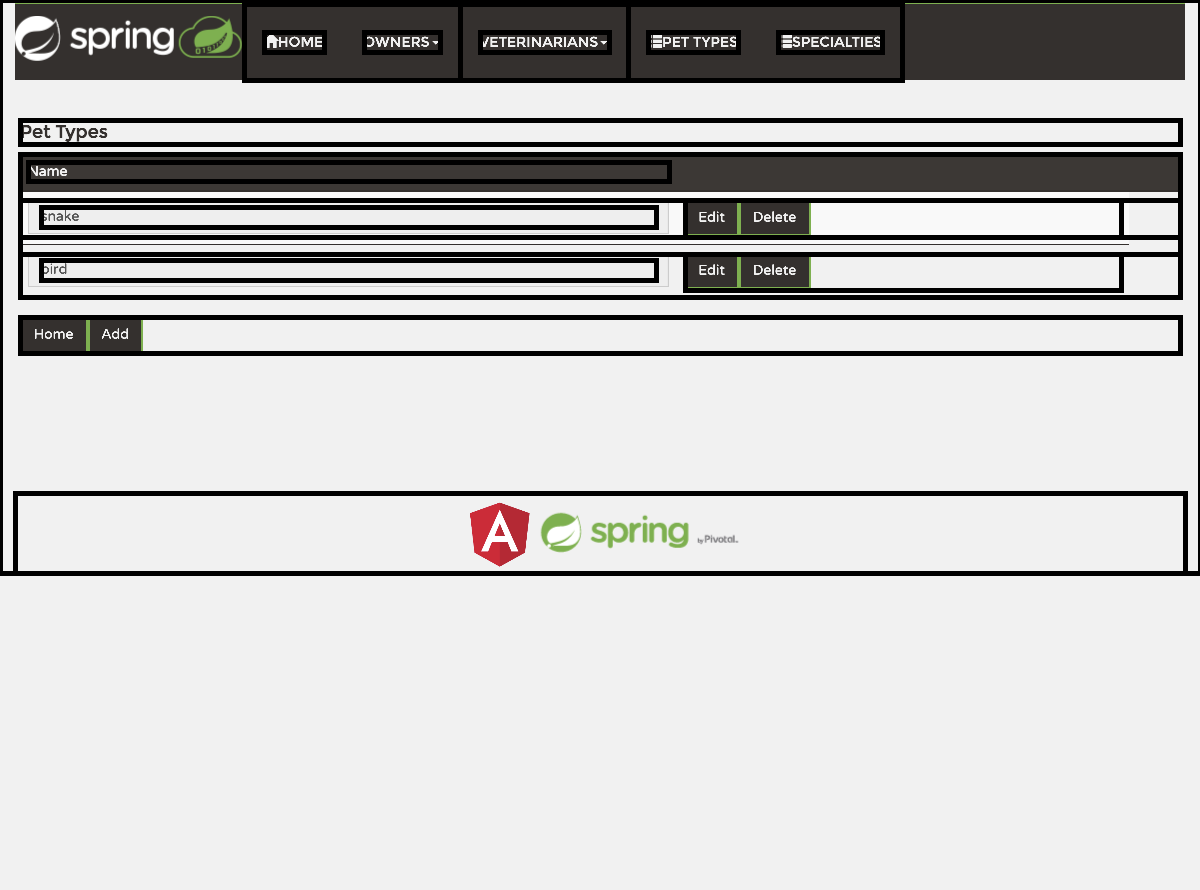 spring
HOME OWNERS VETERINARIANS PET TYPES SPECIALTIES
Pet Types
Name
snake Edit Delete
bird Edit Delete
Home Add
spring by Pivotal.